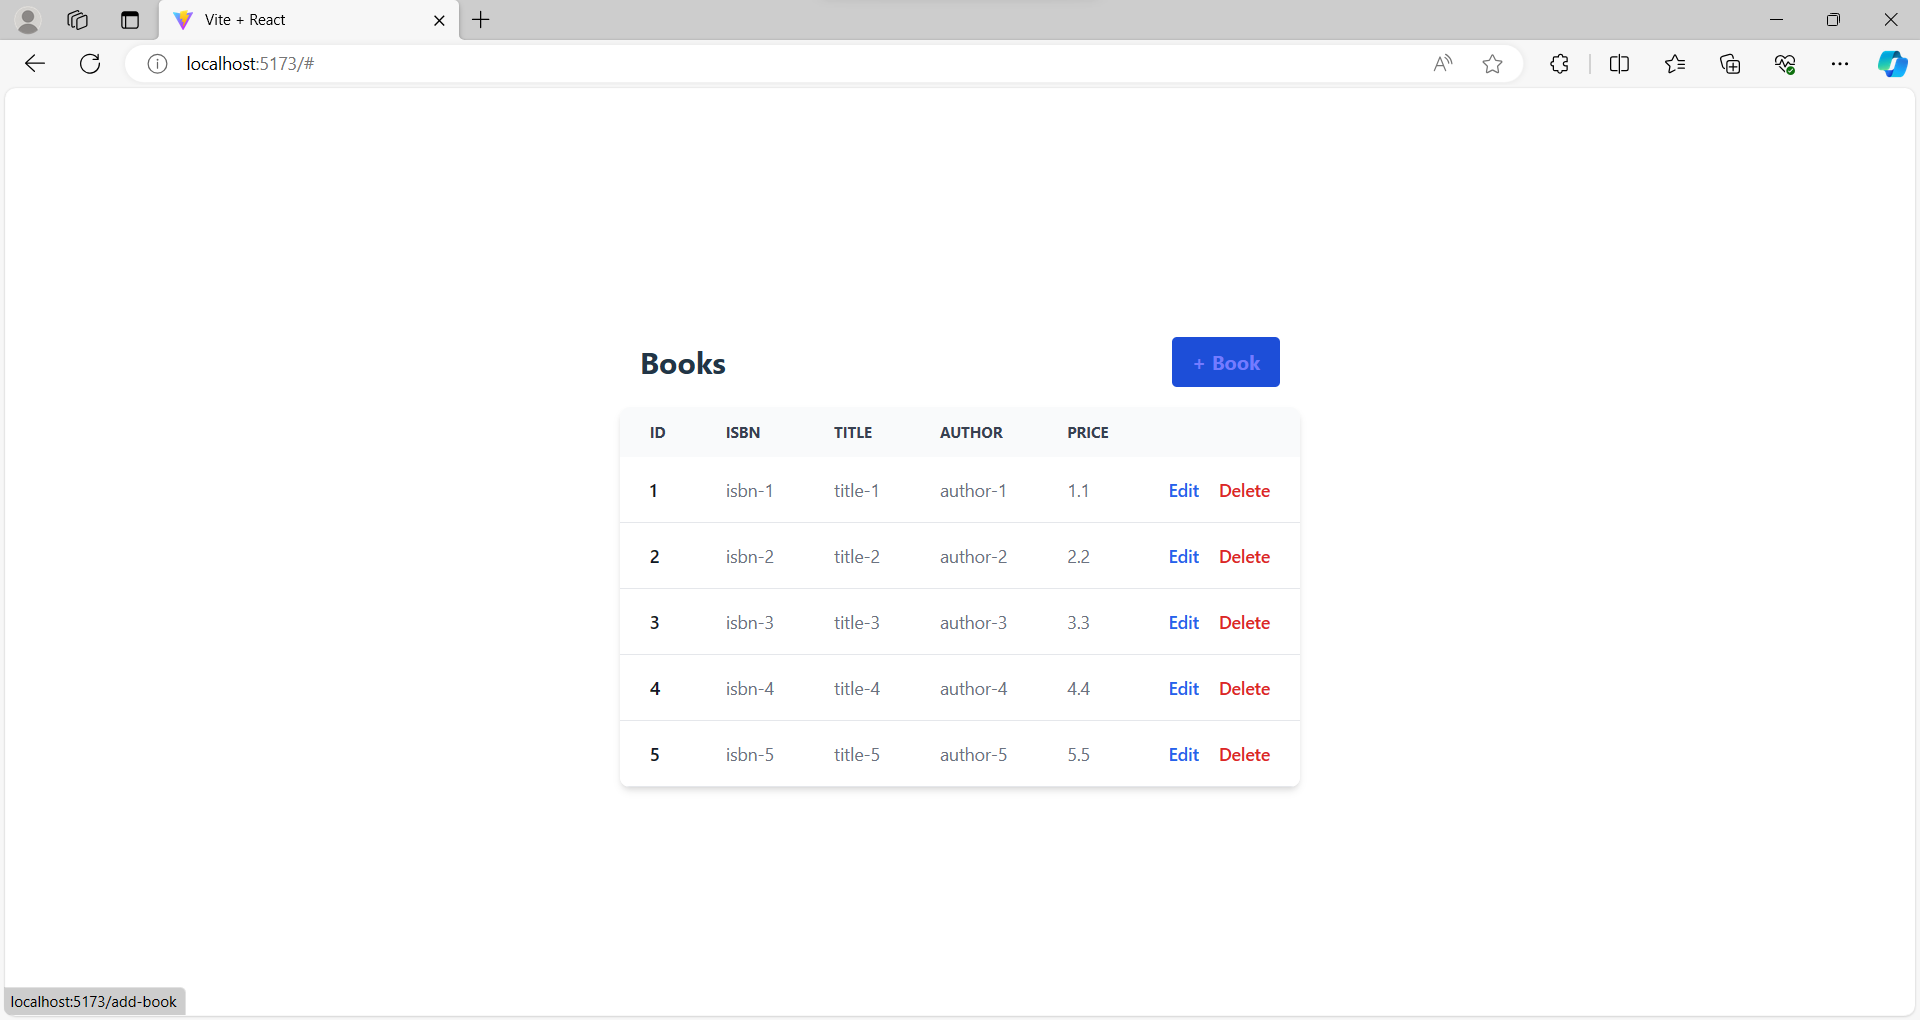 Vite + React
localhost:5173/#
Books
+ Book
ID ISBN TITLE AUTHOR PRICE
1 isbn-1 title-1 author-1 1.1 Edit Delete
2 isbn-2 title-2 author-2 2.2 Edit Delete
3 isbn-3 title-3 author-3 3.3 Edit Delete
4 isbn-4 title-4 author-4 4.4 Edit Delete
5 isbn-5 title-5 author-5 5.5 Edit Delete
localhost:5173/add-book